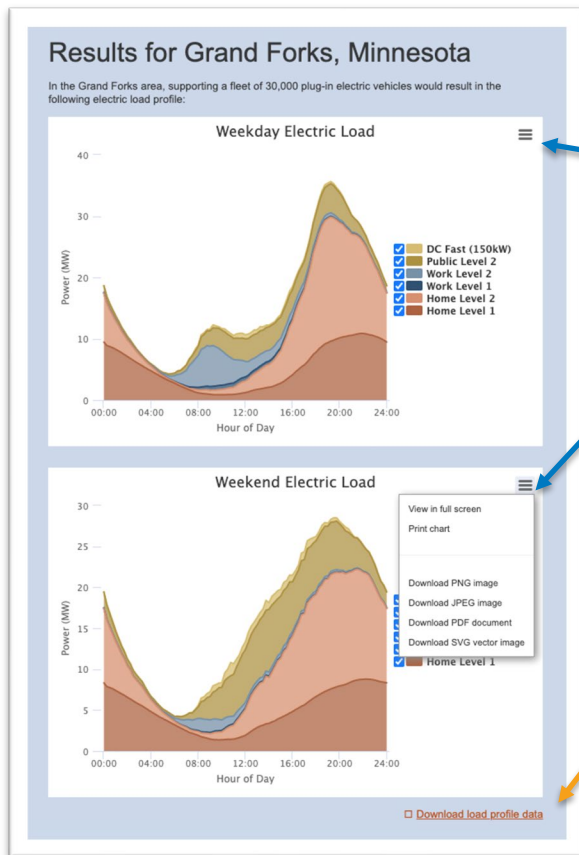 Results for Grand Forks, Minnesota
In the Grand Forks area, supporting a fleet of 30,000 plug-in electric vehicles would result in the
following electric load profile:
Weekday Electric Load
40
30
20
10
0
Power (MW)
00:00 04:00 08:00 12:00 16:00 20:00 24:00
Hour of Day
DC Fast (150kW)
Public Level 2
Work Level 2
Work Level 1
Home Level 2
Home Level 1
Weekend Electric Load
30
25
20
15
10
5
0
Power (MW)
00:00 04:00 08:00 12:00 16:00 20:00 24:00
Hour of Day
View in full screen
Print chart
Download PNG image
Download JPEG image
Download PDF document
Download SVG vector image
Home Level 1
Download load profile data